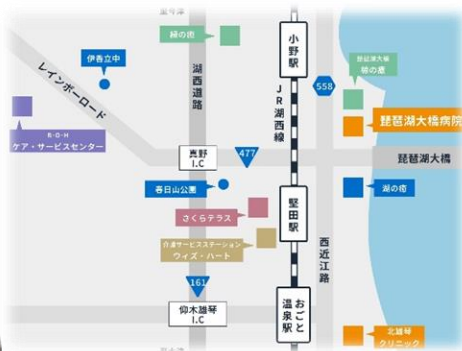 緑の街
小野駅
伊香立中
レインボーロード
湖西道路
JR湖西線
558
琵琶湖大橋
琵琶湖大橋病院
B・O・H
ケア・サービスセンター
真野
I.C
477
琵琶湖大橋
春日山公園
堅田駅
湖の街
さくらテラス
介護サービスステーション
ウィズ・ハート
西近江路
161
仰木雄琴
I.C
おごと
温泉駅
北雄琴
クリニック